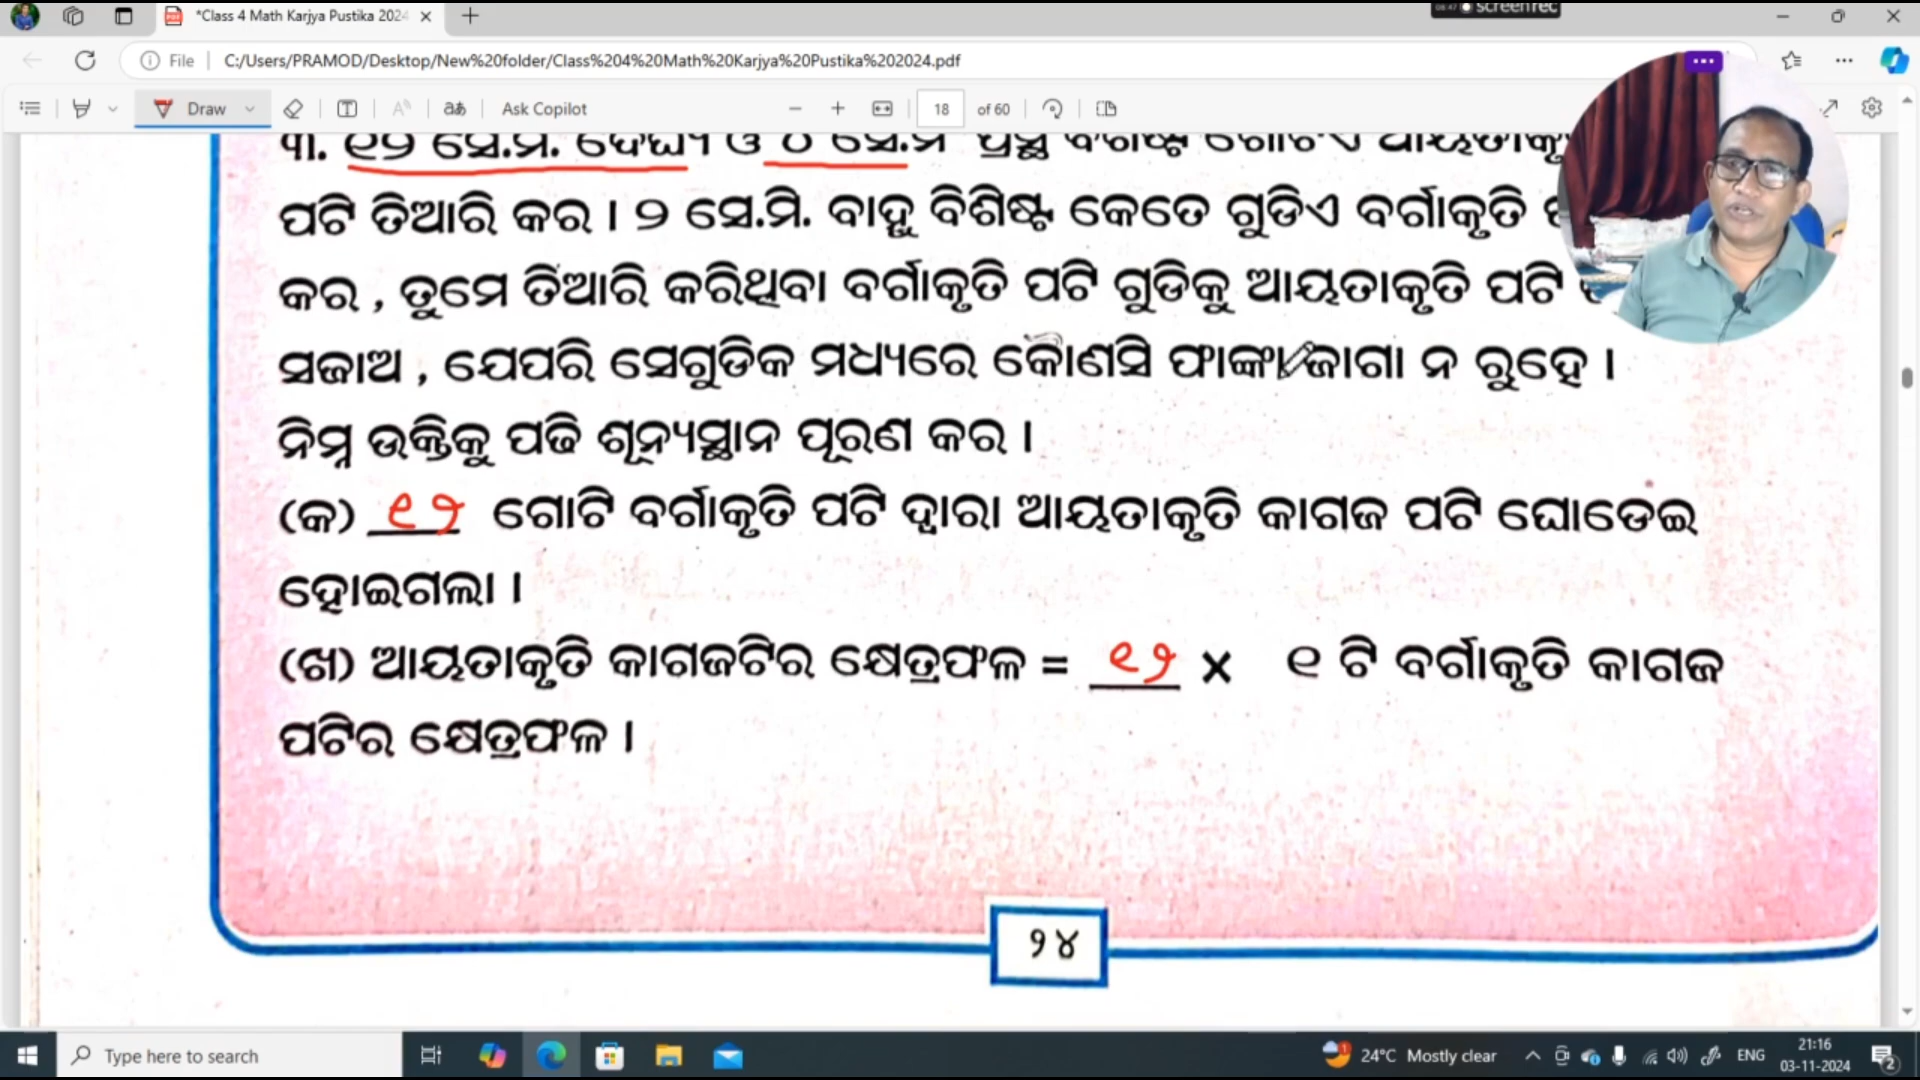 *Class 4 Math Karjya Pustika 2024
screenrec
File C:/Users/PRAMOD/Desktop/New%20folder/Class%204%20Math%20Karjya%20Pustika%202024.pdf
Draw Ask Copilot 18 of 60
ପଟି ତିଆରି କର । ୨ ସେ.ମି. ବାହୁ ବିଶିଷ୍ଟ କେତେ ଗୁଡିଏ ବର୍ଗାକୃତି
କର , ତୁମେ ତିଆରି କରିଥିବା ବର୍ଗାକୃତି ପଟି ଗୁଡିକୁ ଆୟତାକୃତି ପଟି
ସଜାଅ , ଯେପରି ସେଗୁଡିକ ମଧ୍ୟରେ କୌଣସି ଫାଙ୍କା ଜାଗା ନ ରୁହେ ।
ନିମ୍ନ ଉକ୍ତିକୁ ପଢି ଶୂନ୍ୟସ୍ଥାନ ପୂରଣ କର ।
(କ) ୧୨ ଗୋଟି ବର୍ଗାକୃତି ପଟି ଦ୍ୱାରା ଆୟତାକୃତି କାଗଜ ପଟି ଘୋଡେଇ
ହୋଇଗଲା ।
(ଖ) ଆୟତାକୃତି କାଗଜଟିର କ୍ଷେତ୍ରଫଳ = ୧୨ × ୧ ଟି ବର୍ଗାକୃତି କାଗଜ
ପଟିର କ୍ଷେତ୍ରଫଳ ।
୨୪
Type here to search 24°C Mostly clear ENG 21:16
03-11-2024